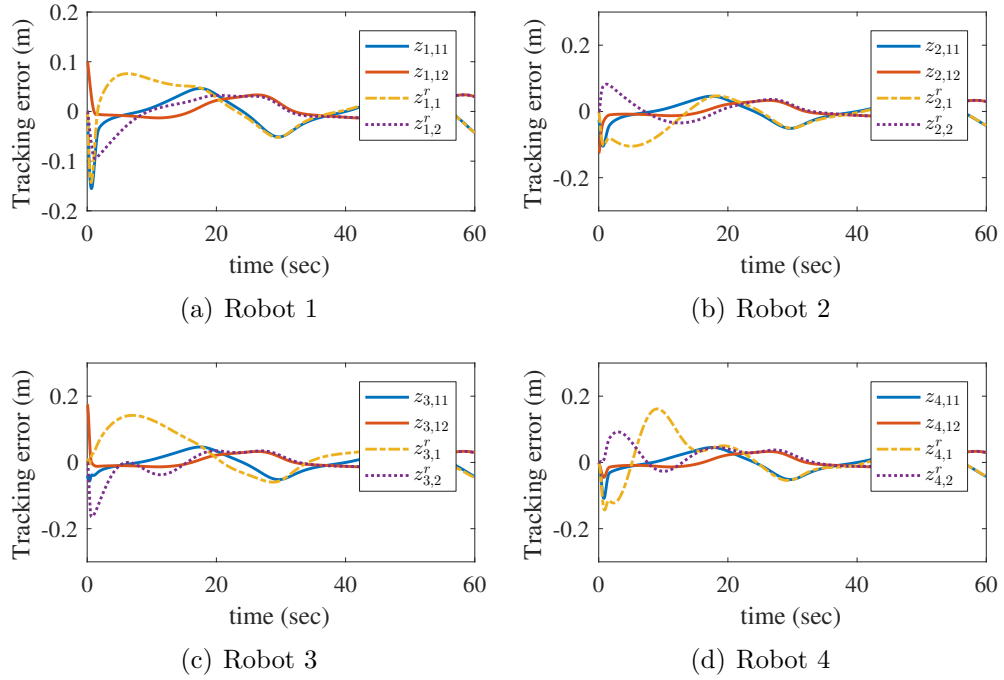 0.2
0.1
0
-0.1
-0.2
Tracking error (m)
z_{1,11}
z_{1,12}
z^r_{1,1}
z^r_{1,2}
0 20 40 60
time (sec)
(a) Robot 1
0.2
0
-0.2
Tracking error (m)
z_{2,11}
z_{2,12}
z^r_{2,1}
z^r_{2,2}
0 20 40 60
time (sec)
(b) Robot 2
0.2
0
-0.2
Tracking error (m)
z_{3,11}
z_{3,12}
z^r_{3,1}
z^r_{3,2}
0 20 40 60
time (sec)
(c) Robot 3
0.2
0
-0.2
Tracking error (m)
z_{4,11}
z_{4,12}
z^r_{4,1}
z^r_{4,2}
0 20 40 60
time (sec)
(d) Robot 4